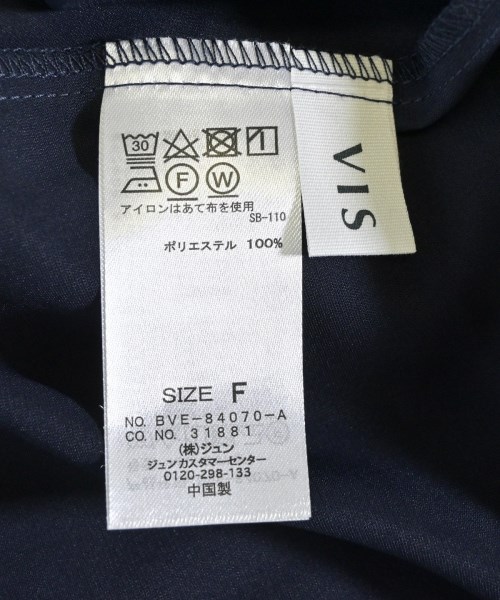 30
F W
アイロンはあて布を使用
SB-110
ポリエステル 100%
SIZE F
NO. BVE-84070-A
CO. NO. 31881
(株)ジュン
ジュンカスタマーセンター
0120-298-133
中国製
VIS